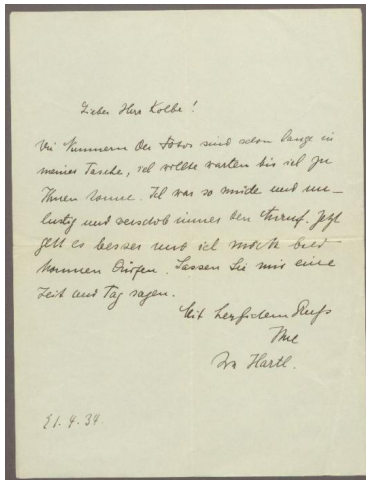 Lieber Herr Kolbe!
Die Nummern der Fotos sind schon lange in
meiner Tasche, ich wollte warten bis ich zu
Ihnen komme. Ich war so müde und un-
lustig und verschob immer den Anruf. Jetzt
geht es besser und ich möchte bald
kommen dürfen. Lassen Sie mir eine
Zeit und Tag sagen.
Mit herzlichem Gruß
Ihre
Hartl.
21.4.34.